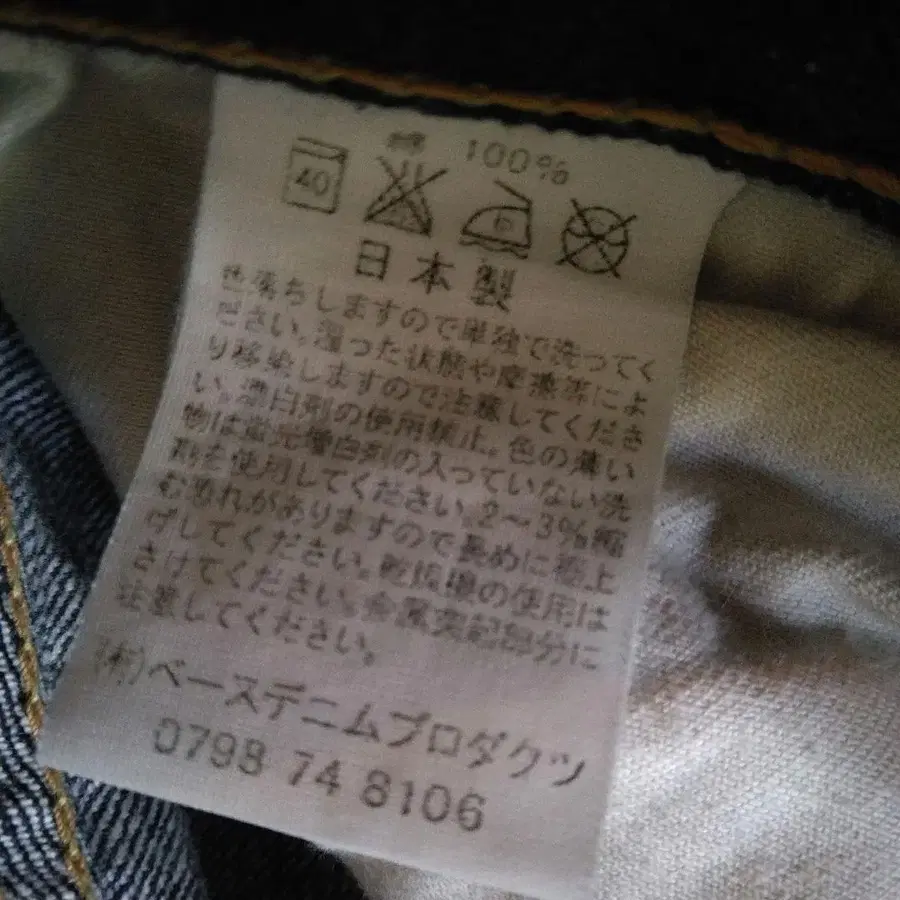 綿 100%
40
日本製
色落ちしますので単独で洗ってく
ださい。湿った状態や摩擦等によ
り移染しますので注意してくださ
い。漂白剤の使用禁止。色の薄い
物は蛍光増白剤の入っていない洗
剤を使用してください。2〜3%縮
む恐れがありますので長めに裾上
げしてください。乾燥機の使用は
さけてください。金属突起部分に
注意してください。
(有)ベースデニムプロダクツ
0798 74 8106